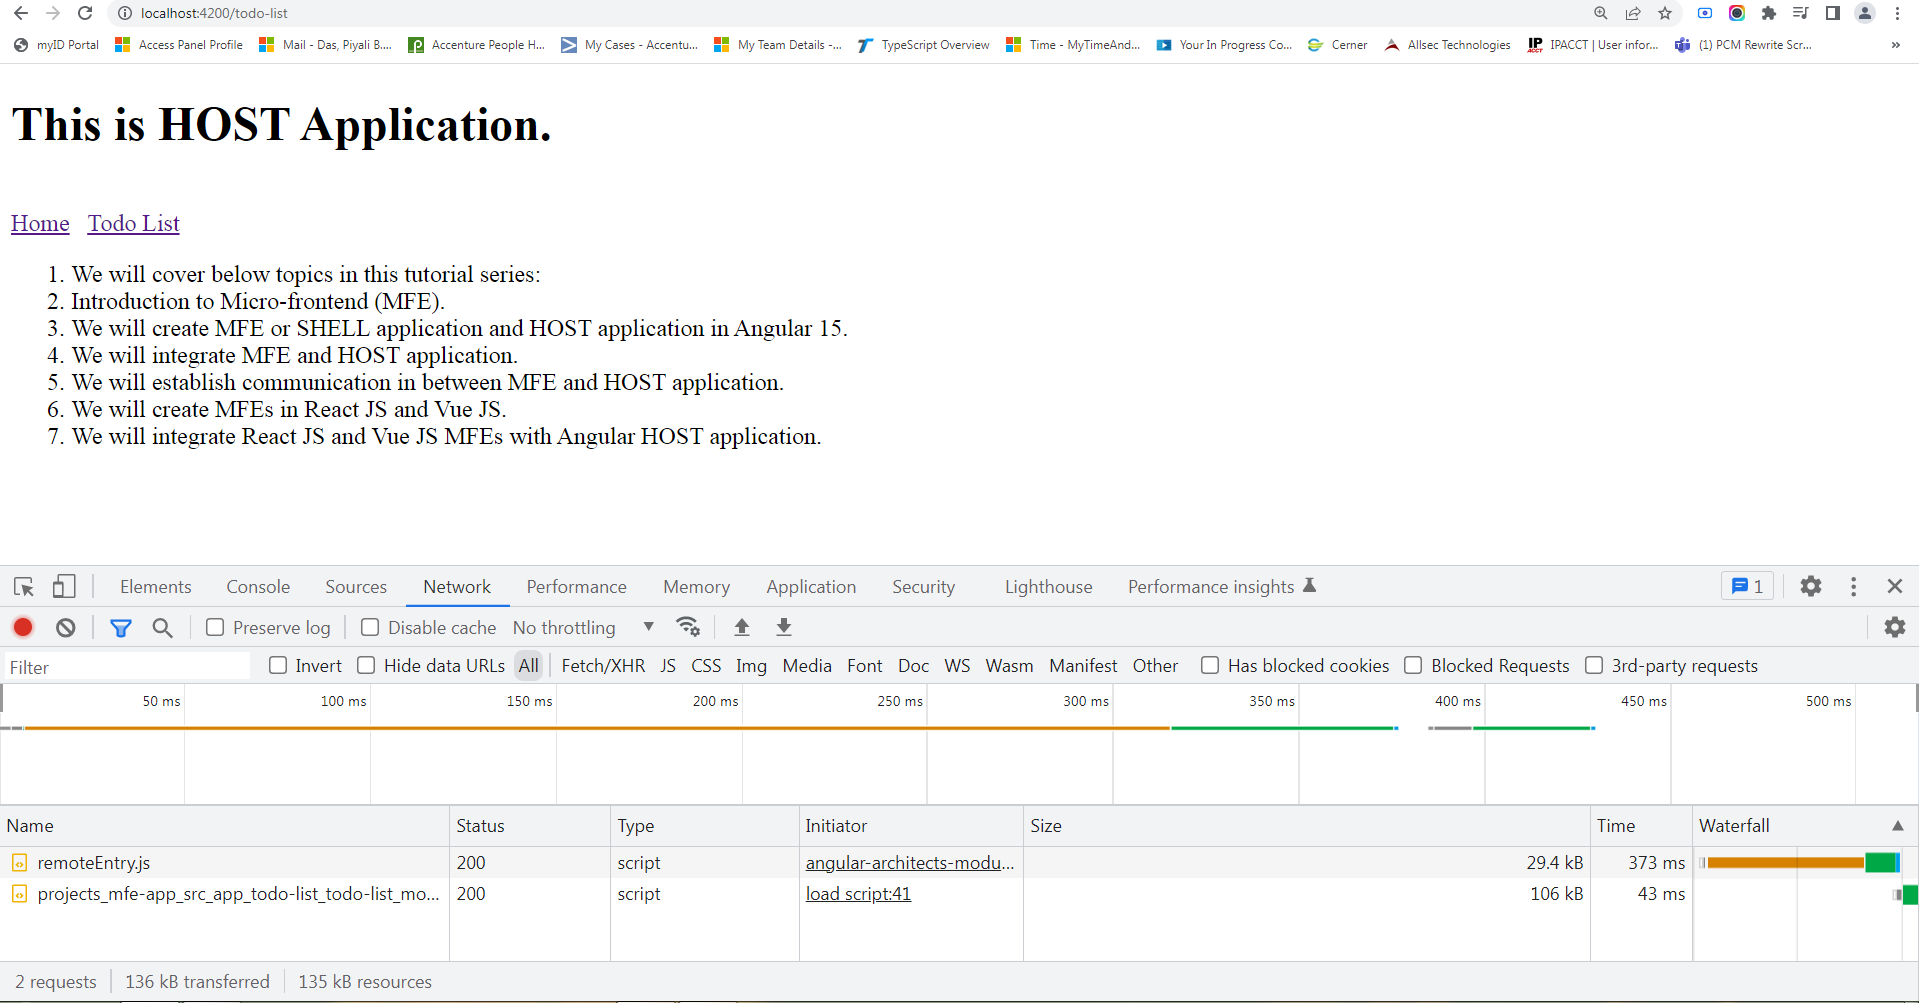 localhost:4200/todo-list
myID Portal Access Panel Profile Mail - Das, Piyali B.... Accenture People H... My Cases - Accentu... My Team Details -... TypeScript Overview Time - MyTimeAnd... Your In Progress Co... Cerner Allsec Technologies IP ACCT IPACCT | User infor... (1) PCM Rewrite Scr... »
This is HOST Application.
Home Todo List
1. We will cover below topics in this tutorial series:
2. Introduction to Micro-frontend (MFE).
3. We will create MFE or SHELL application and HOST application in Angular 15.
4. We will integrate MFE and HOST application.
5. We will establish communication in between MFE and HOST application.
6. We will create MFEs in React JS and Vue JS.
7. We will integrate React JS and Vue JS MFEs with Angular HOST application.
Elements Console Sources Network Performance Memory Application Security Lighthouse Performance insights 1
Preserve log Disable cache No throttling
Filter Invert Hide data URLs All Fetch/XHR JS CSS Img Media Font Doc WS Wasm Manifest Other Has blocked cookies Blocked Requests 3rd-party requests
50 ms 100 ms 150 ms 200 ms 250 ms 300 ms 350 ms 400 ms 450 ms 500 ms
Name Status Type Initiator Size Time Waterfall
remoteEntry.js 200 script angular-architects-modu... 29.4 kB 373 ms
projects_mfe-app_src_app_todo-list_todo-list_mo... 200 script load script:41 106 kB 43 ms
2 requests 136 kB transferred 135 kB resources